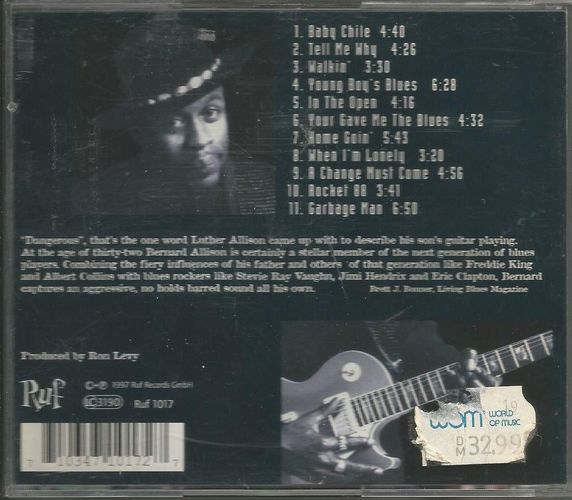 1. Baby Chile 4:40
2. Tell Me Why 4:26
3. Walkin' 3:30
4. Young Boy's Blues 6:28
5. In The Open 4:16
6. Your Gave Me The Blues 4:32
7. Home Goin' 5:43
8. When I'm Lonely 3:20
9. A Change Must Come 4:56
10. Rocket 88 3:41
11. Garbage Man 6:50
"Dangerous", that's the one word Luther Allison came up with to describe his son's guitar playing.
At the age of thirty-two Bernard Allison is certainly a stellar member of the next generation of blues
players. Combining the fiery influences of his father and others of that generation like Freddie King
and Albert Collins with blues rockers like Stevie Ray Vaughn, Jimi Hendrix and Eric Clapton, Bernard
captures an aggressive, no holds barred sound all his own.
Brett J. Bonner, Living Blues Magazine
Produced by Ron Levy
Ruf
©℗ 1997 Ruf Records GmbH
LC 3190 Ruf 1017
7 10347 10172 7
wom WORLD OF MUSIC
DM 32,99